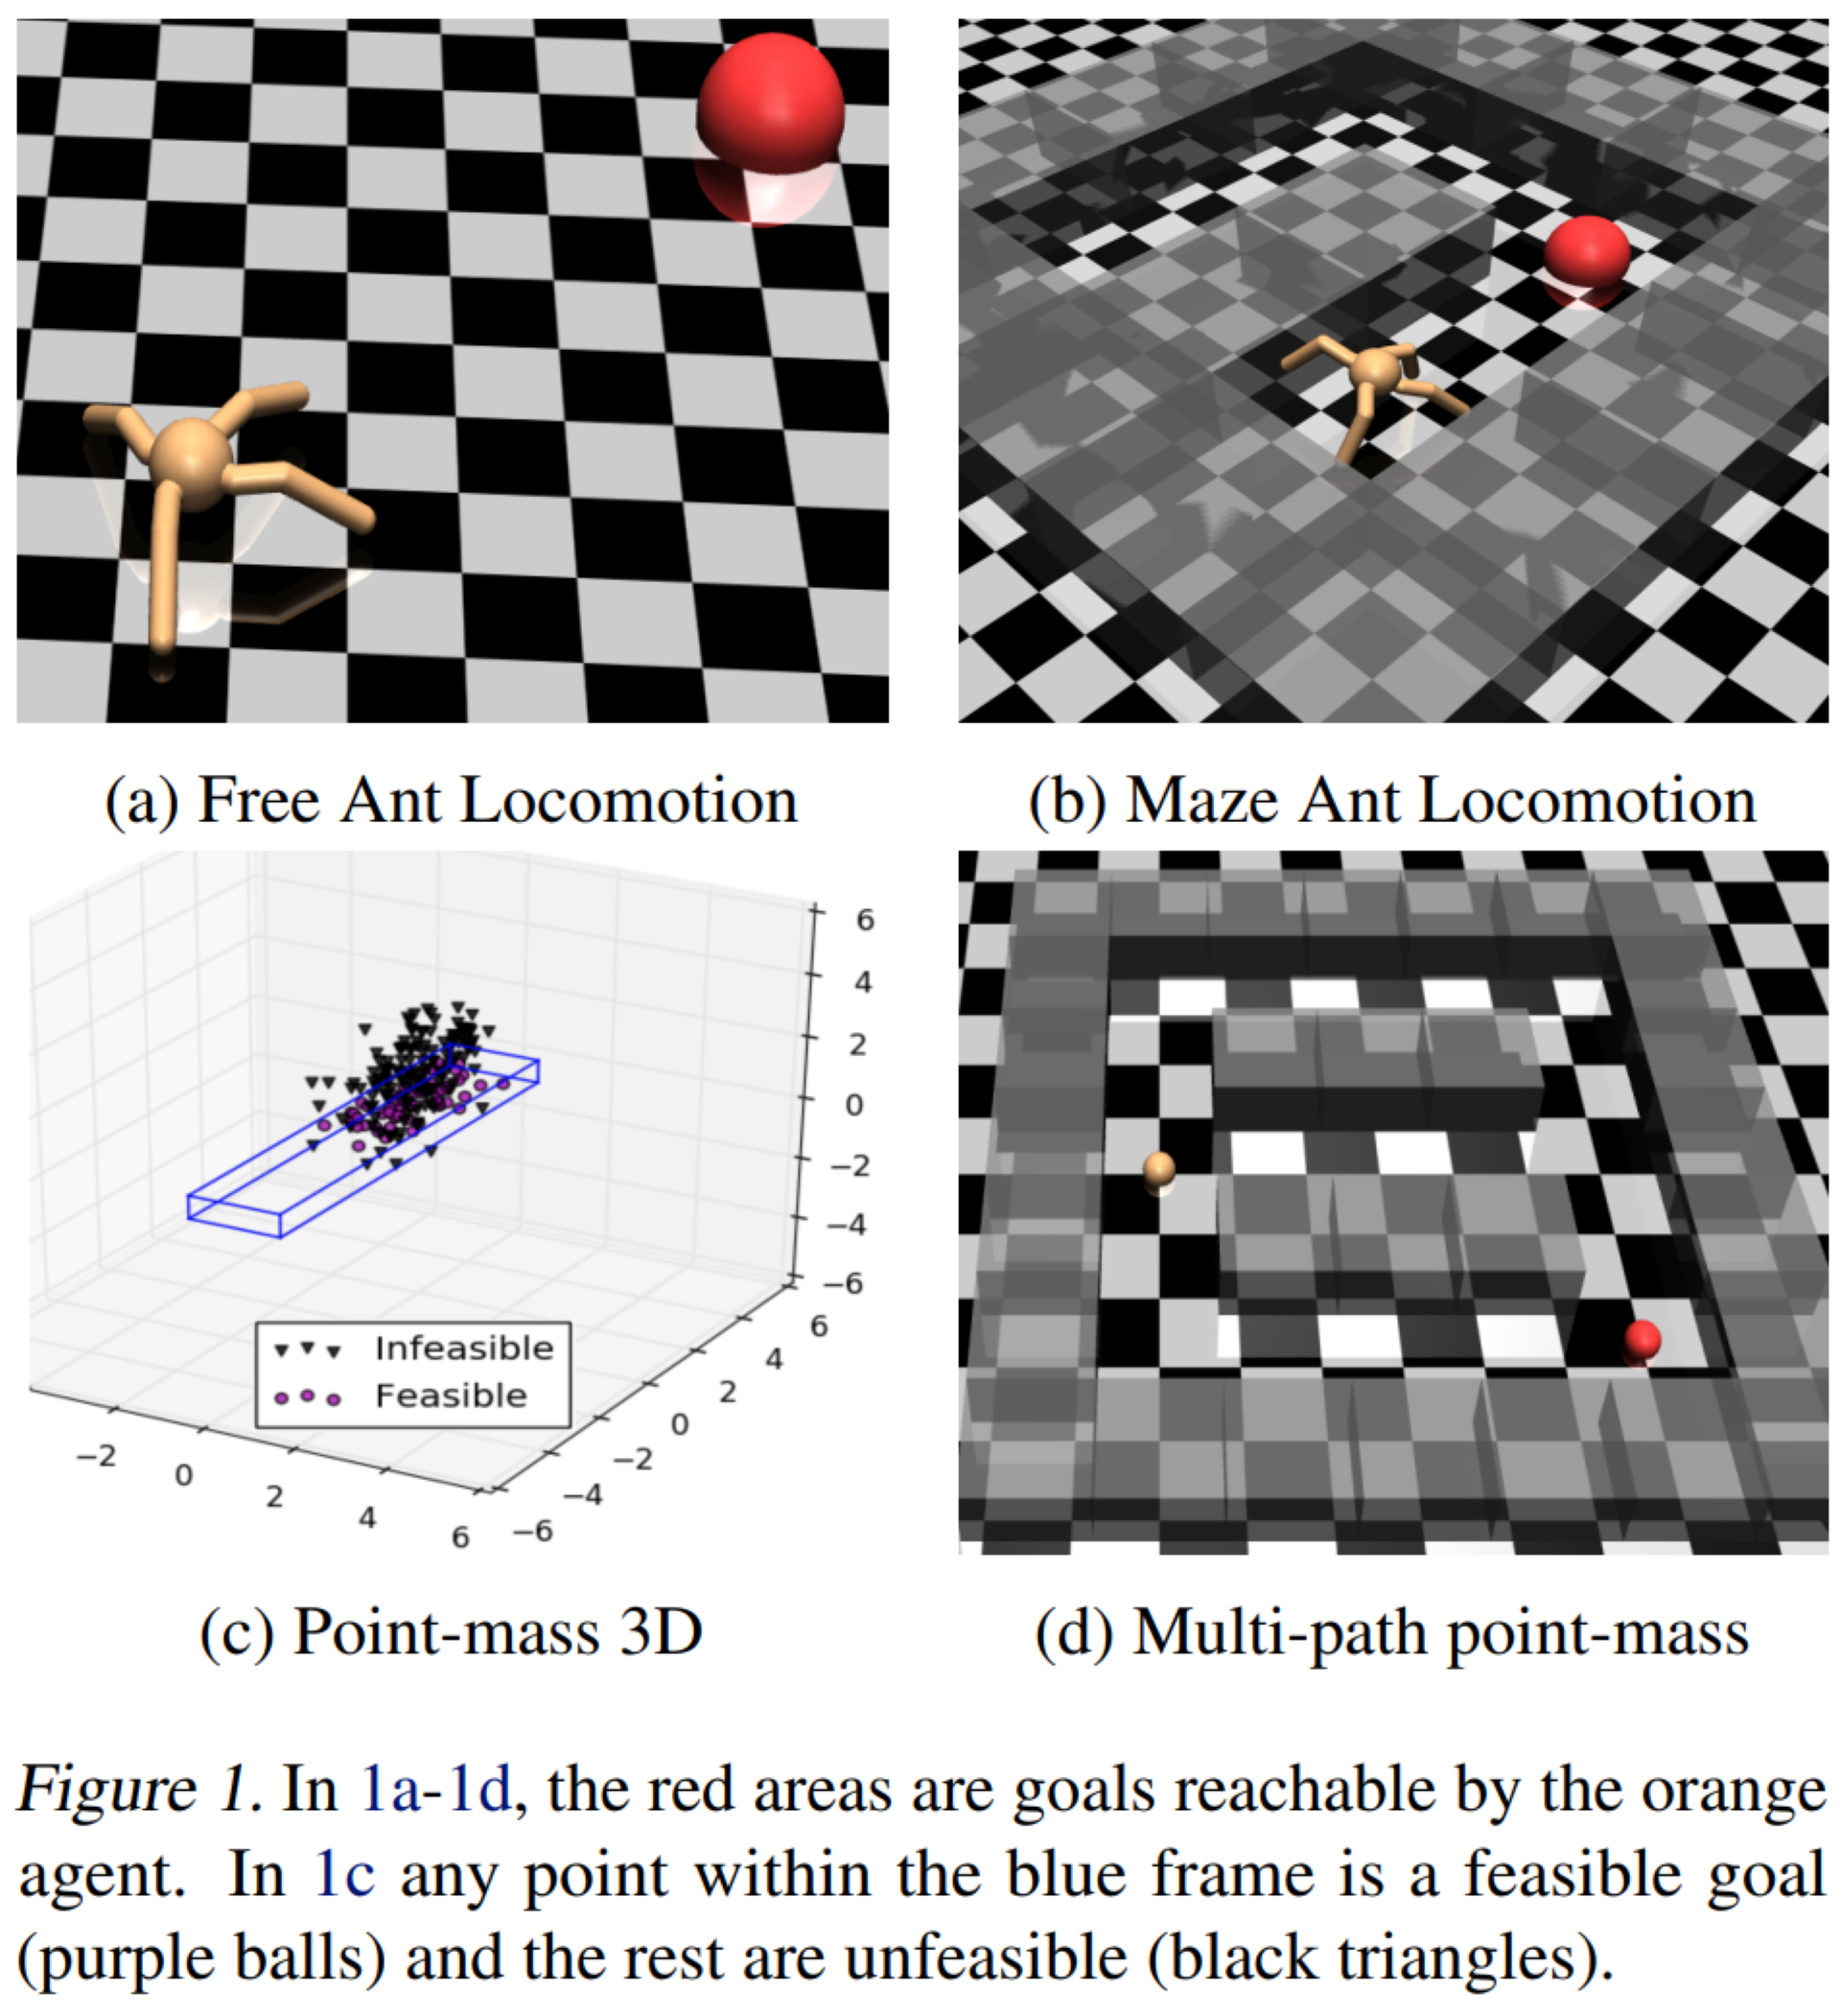 (a) Free Ant Locomotion
(b) Maze Ant Locomotion
6
4
2
0
−2
−4
−6
Infeasible
Feasible
−2
0
2
4
6
−6
−4
−2
0
2
4
6
(c) Point-mass 3D
(d) Multi-path point-mass
Figure 1. In 1a-1d, the red areas are goals reachable by the orange
agent. In 1c any point within the blue frame is a feasible goal
(purple balls) and the rest are unfeasible (black triangles).